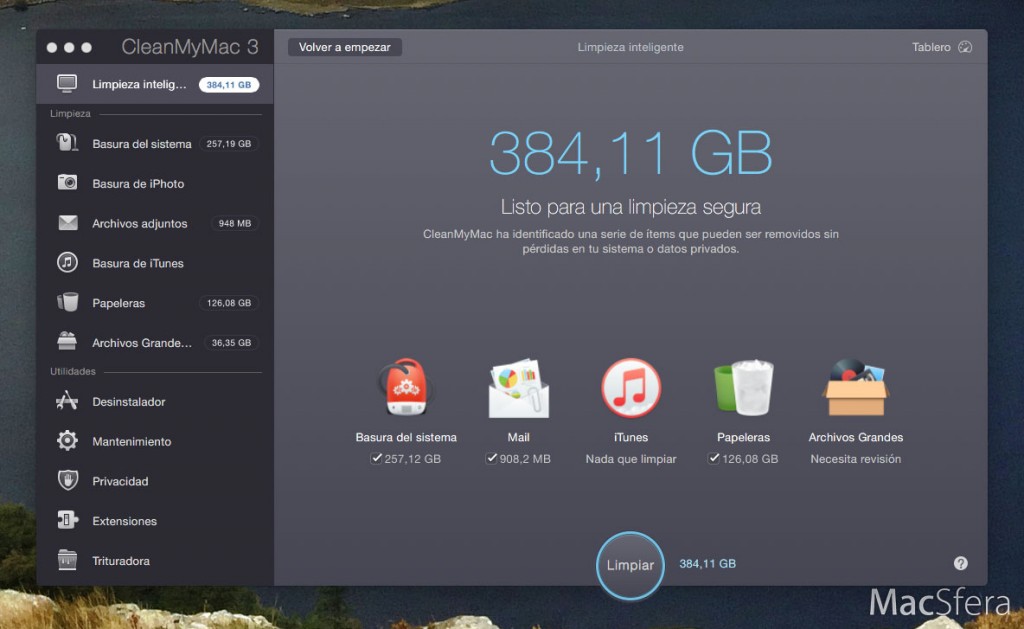 CleanMyMac 3
Limpieza intelig... 384,11 GB
Limpieza
Basura del sistema 257,19 GB
Basura de iPhoto
Archivos adjuntos 948 MB
Basura de iTunes
Papeleras 126,08 GB
Archivos Grande... 36,35 GB
Utilidades
Desinstalador
Mantenimiento
Privacidad
Extensiones
Trituradora
Volver a empezar
Limpieza inteligente
Tablero
384,11 GB
Listo para una limpieza segura
CleanMyMac ha identificado una serie de ítems que pueden ser removidos sin
pérdidas en tu sistema o datos privados.
Basura del sistema
257,12 GB
Mail
908,2 MB
iTunes
Nada que limpiar
Papeleras
126,08 GB
Archivos Grandes
Necesita revisión
Limpiar
384,11 GB
?
MacSfera